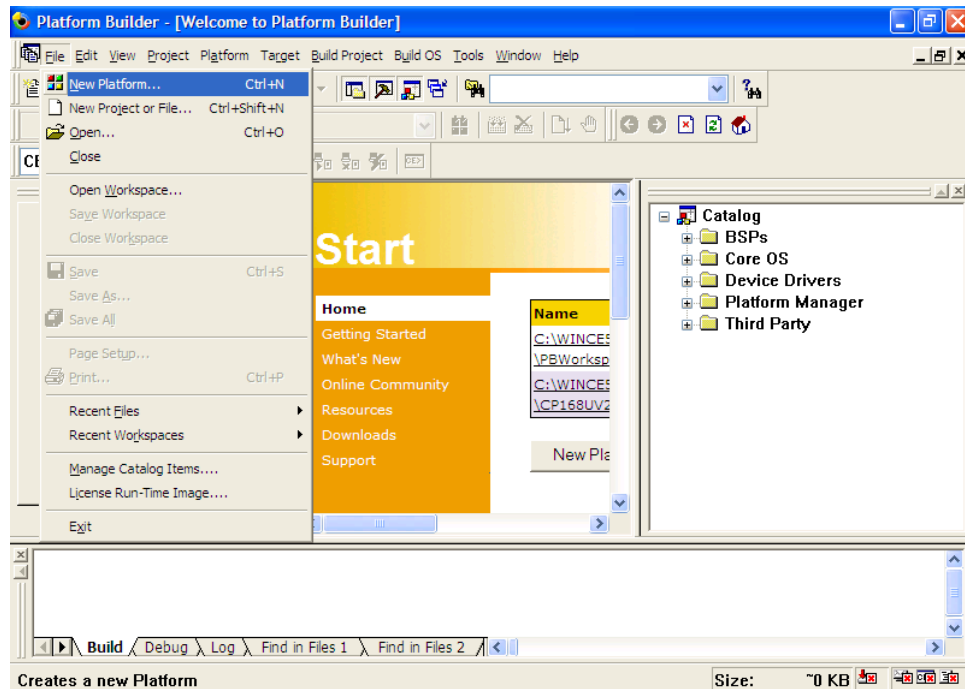 Platform Builder - [Welcome to Platform Builder]
File Edit View Project Platform Target Build Project Build OS Tools Window Help
New Platform... Ctrl+N
New Project or File... Ctrl+Shift+N
Open... Ctrl+O
Close
Open Workspace...
Save Workspace
Close Workspace
Save Ctrl+S
Save As...
Save All
Page Setup...
Print... Ctrl+P
Recent Files
Recent Workspaces
Manage Catalog Items....
License Run-Time Image....
Exit
Start
Home
Getting Started
What's New
Online Community
Resources
Downloads
Support
Name
C:\WINCE5
\PBWorksp
C:\WINCE5
\CP168UV2
New Pla
Catalog
BSPs
Core OS
Device Drivers
Platform Manager
Third Party
Build Debug Log Find in Files 1 Find in Files 2
Creates a new Platform
Size: ~0 KB